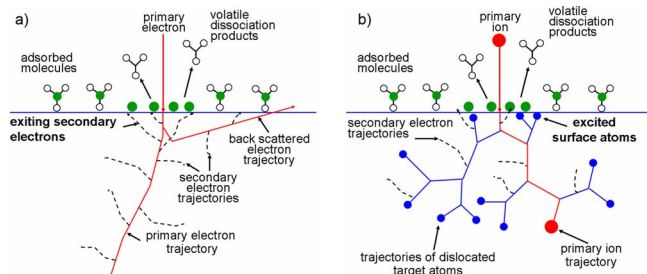 a)
primary
electron
volatile
dissociation
products
adsorbed
molecules
exiting secondary
electrons
back scattered
electron
trajectory
secondary
electron
trajectories
primary electron
trajectory
b)
primary
ion
volatile
dissociation
products
adsorbed
molecules
secondary electron
trajectories
excited
surface atoms
trajectories of dislocated
target atoms
primary ion
trajectory